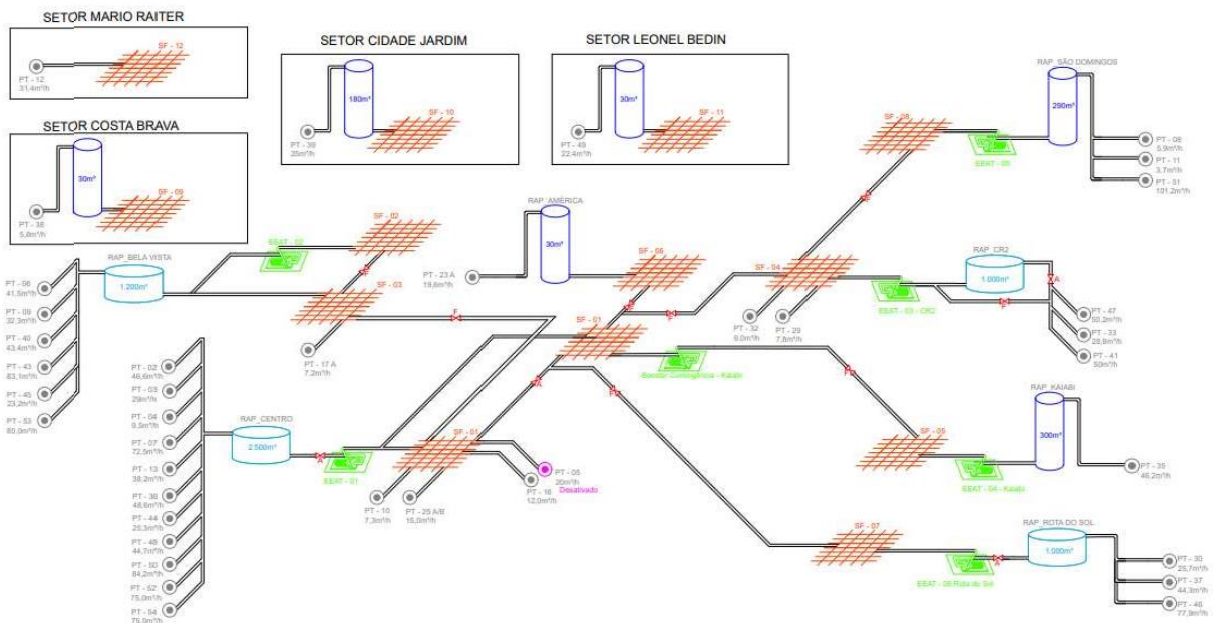 SETOR MARIO RAITER
SF - 12
PT - 12
31,4m³/h
SETOR COSTA BRAVA
30m³
SF - 09
PT - 38
SETOR CIDADE JARDIM
180m³
SF - 10
PT - 39
25m³/h
SETOR LEONEL BEDIN
30m³
SF - 11
PT - 49
22,4m³/h
RAP_SÃO DOMINGOS
290m³
PT - 08
5,9m³/h
PT - 11
3,7m³/h
PT - 51
101,2m³/h
EEAT - 05
RAP_BELA VISTA
1.200m³
EEAT - 02
SF - 02
SF - 03
PT - 17 A
7,2m³/h
F
PT - 06
41,5m³/h
PT - 09
32,3m³/h
PT - 40
43,4m³/h
PT - 43
83,1m³/h
PT - 45
23,2m³/h
PT - 53
80,0m³/h
RAP_AMÉRICA
30m³
PT - 23 A
19,6m³/h
SF - 06
SF - 04
PT - 32
PT - 29
7,8m³/h
EEAT - 03 - CR2
RAP_CR2
1.000m³
A
F
PT - 47
50,2m³/h
PT - 33
28,8m³/h
PT - 41
50m³/h
SF - 01
F
PT - 02
46,6m³/h
PT - 03
29m³/h
PT - 04
9,5m³/h
PT - 07
72,5m³/h
PT - 13
38,2m³/h
PT - 36
48,6m³/h
PT - 44
25,3m³/h
PT - 48
44,7m³/h
PT - 50
84,2m³/h
PT - 52
75,0m³/h
PT - 54
75,0m³/h
RAP_CENTRO
2.500m³
A
EEAT - 01
SF - 01
PT - 10
7,3m³/h
PT - 25 A/B
15,0m³/h
PT - 05
20m³/h
Desativado
PT - 16
12,0m³/h
SF - 05
EEAT - 04 - Kaiabi
RAP_KAIABI
300m³
PT - 35
46,2m³/h
SF - 07
EEAT - 06 Rota do Sol
A
RAP_ROTA DO SOL
1.000m³
PT - 30
25,7m³/h
PT - 37
44,3m³/h
PT - 46
77,9m³/h